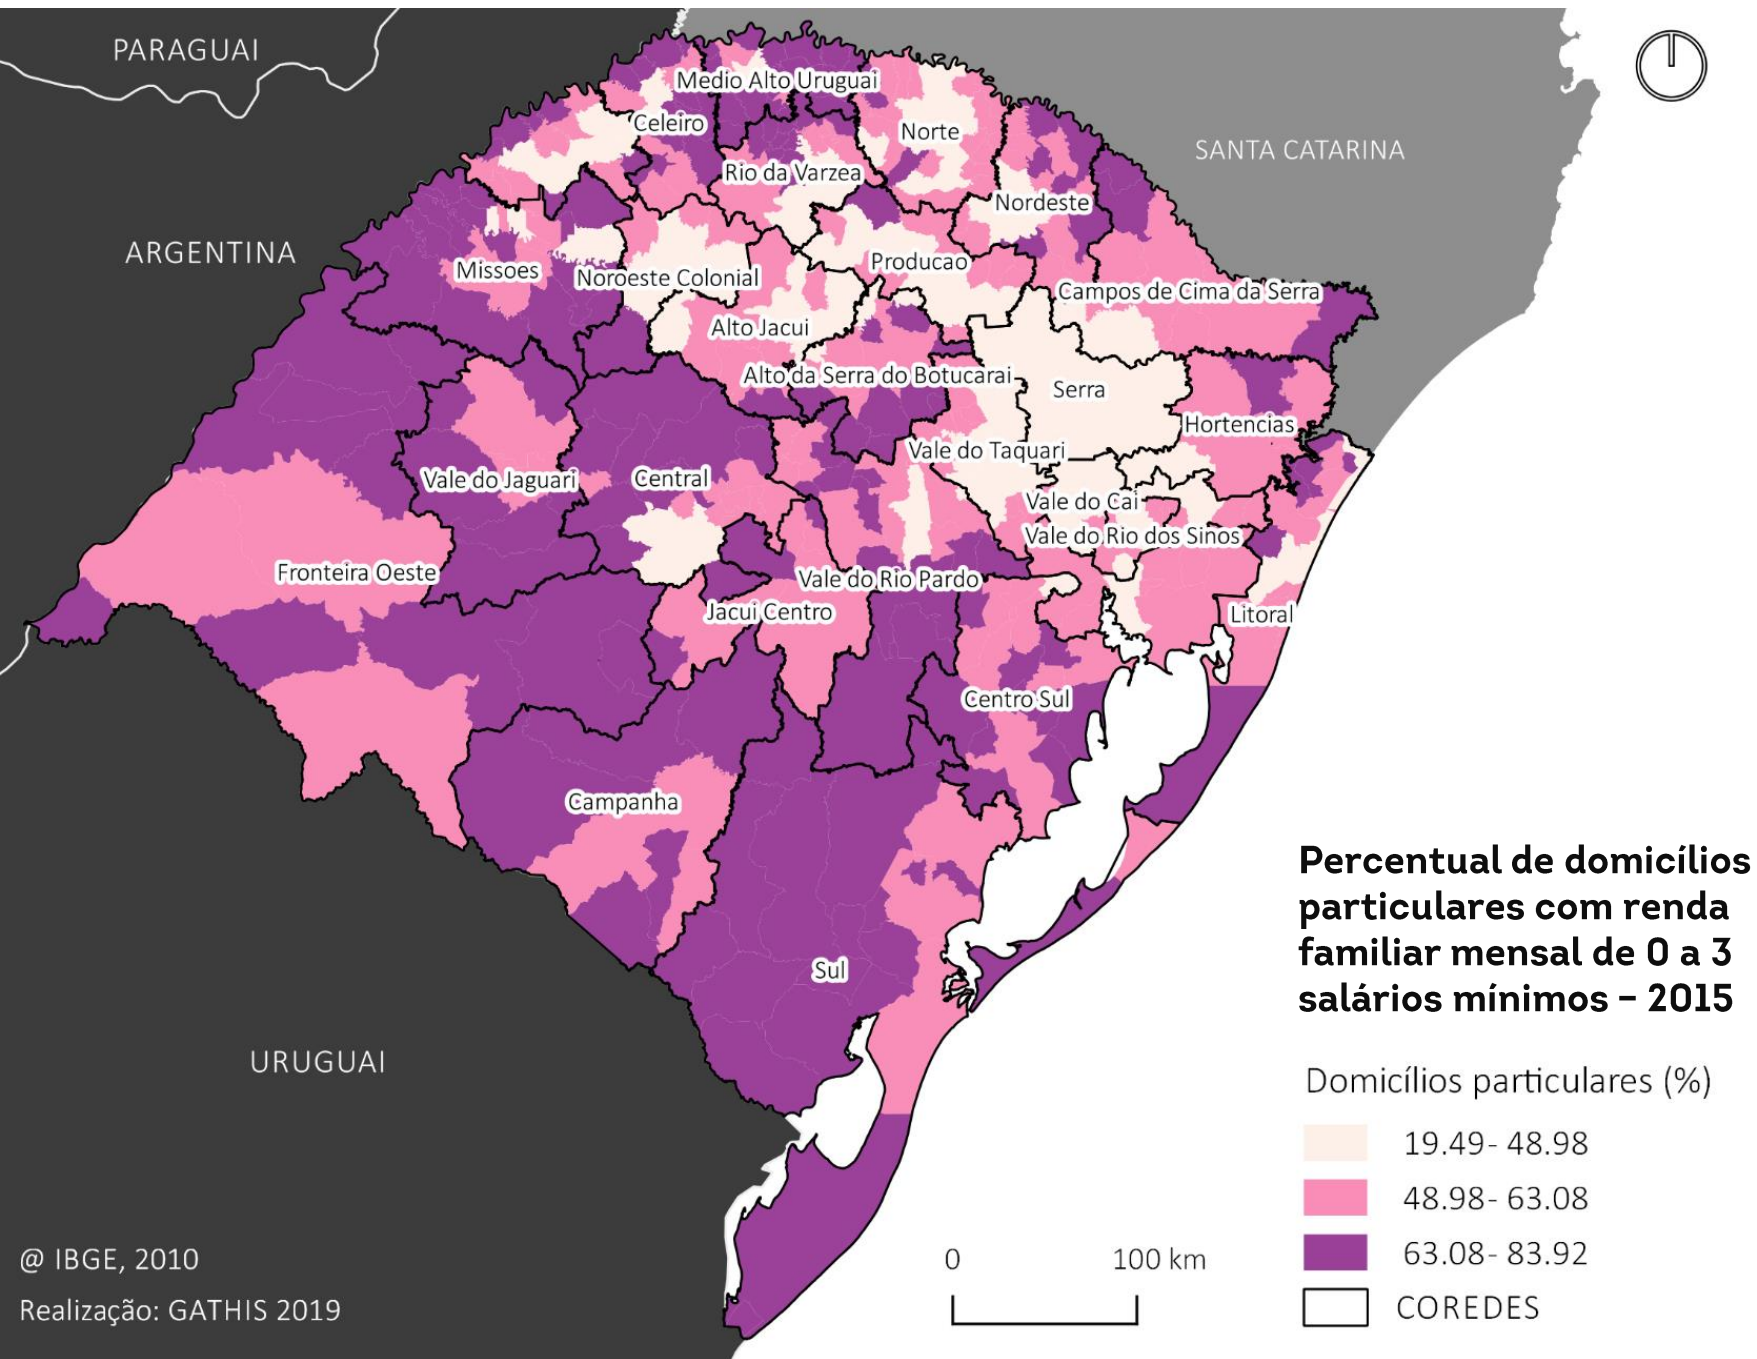 PARAGUAI
Medio Alto Uruguai
Celeiro
Norte
SANTA CATARINA
Rio da Varzea
Nordeste
ARGENTINA
Missoes
Noroeste Colonial
Producao
Campos de Cima da Serra
Alto Jacui
Alto da Serra do Botucarai
Serra
Hortencias
Vale do Taquari
Vale do Jaguari
Central
Vale do Cai
Vale do Rio dos Sinos
Fronteira Oeste
Vale do Rio Pardo
Jacui Centro
Litoral
Centro Sul
Campanha
Sul
URUGUAI
Percentual de domicílios
particulares com renda
familiar mensal de 0 a 3
salários mínimos – 2015
Domicílios particulares (%)
19.49- 48.98
48.98- 63.08
63.08- 83.92
COREDES
0 100 km
@ IBGE, 2010
Realização: GATHIS 2019